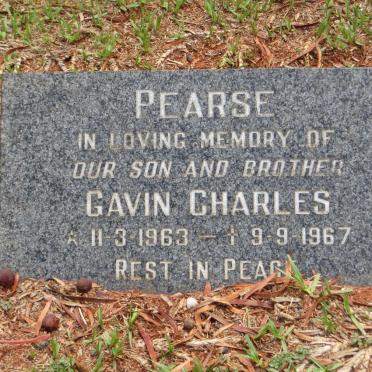 PEARSE
IN LOVING MEMORY OF
OUR SON AND BROTHER
GAVIN CHARLES
* 11·3·1963 — † 9·9·1967
REST IN PEACE